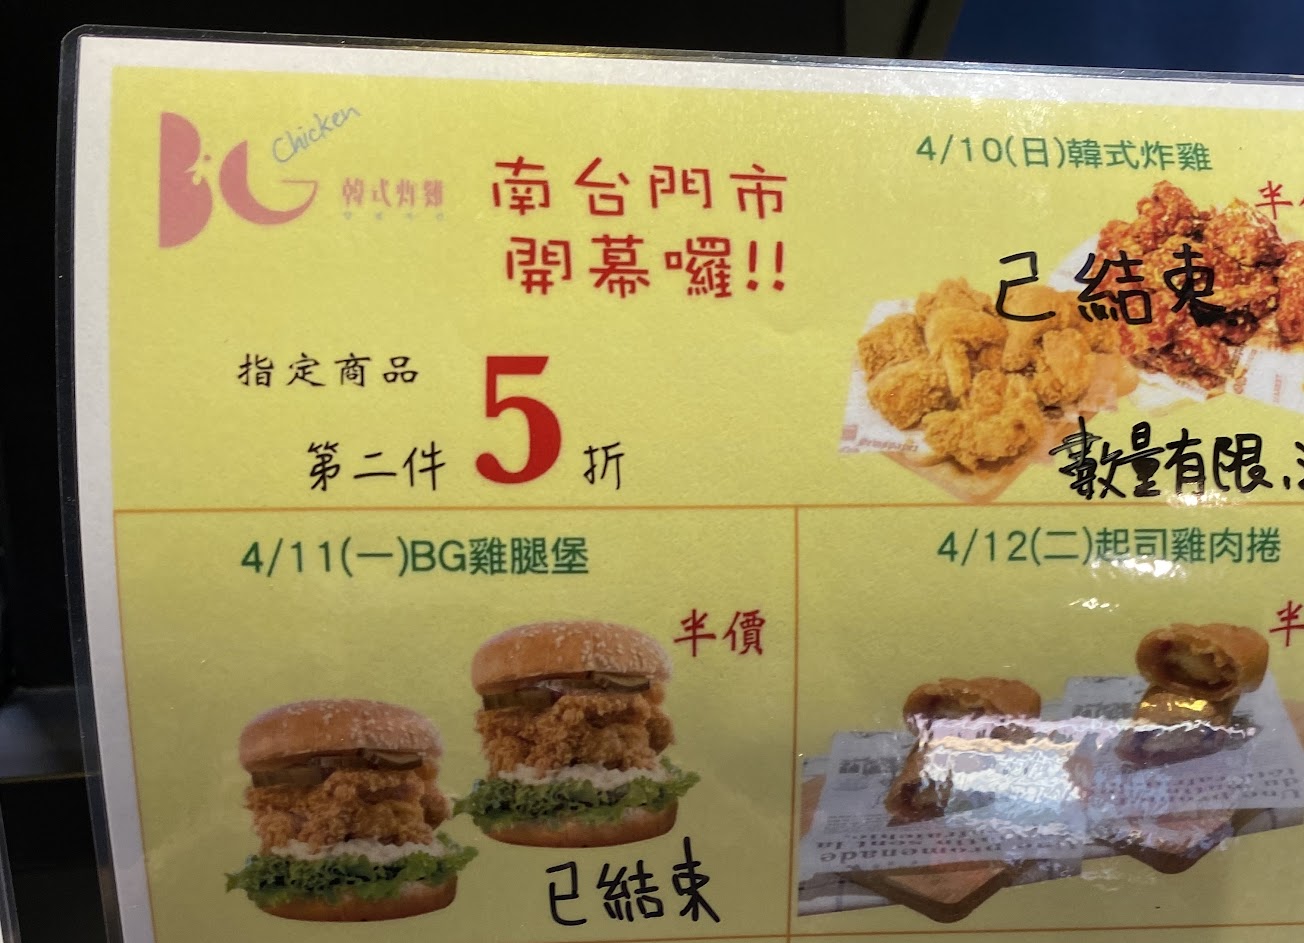 BG Chicken
韓式炸雞
南台門市
開幕囉!!
指定商品
第二件5折
4/10(日)韓式炸雞
半
已結束
數量有限、
4/11(一)BG雞腿堡
半價
已結束
4/12(二)起司雞肉捲
半
promenade